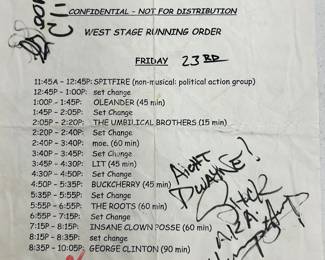 CONFIDENTIAL - NOT FOR DISTRIBUTION
WEST STAGE RUNNING ORDER
FRIDAY 23RD
11:45A - 12:45P: SPITFIRE (non-musical: political action group)
12:45P - 1:00P: set change
1:00P - 1:45P: OLEANDER (45 min)
1:45P - 2:05P: Set Change
2:05P - 2:20P: THE UMBILICAL BROTHERS (15 min)
2:20P - 2:40P: Set Change
2:40P - 3:40P: moe. (60 min)
3:40P - 3:45P: Set Change
3:45P - 4:30P: LIT (45 min)
4:30P - 4:50P: Set Change
4:50P - 5:35P: BUCKCHERRY (45 min)
5:35P - 5:55P: Set Change
5:55P - 6:55P: THE ROOTS (60 min)
6:55P - 7:15P: Set Change
7:15P - 8:15P: INSANE CLOWN POSSE (60 min)
8:15P - 8:35P: set change
8:35P - 10:05P: GEORGE CLINTON (90 min)
AIGHT
DWAYNE!